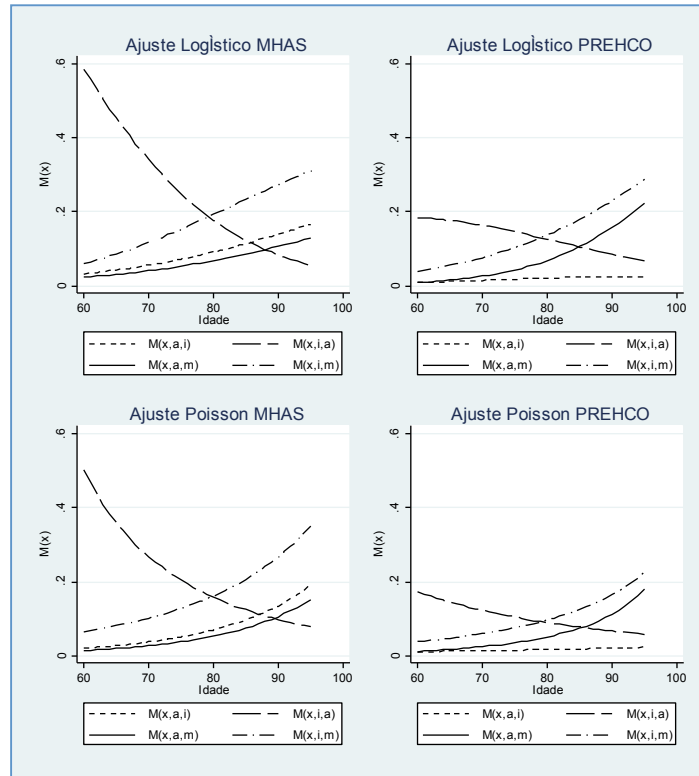 Ajuste LogÌstico MHAS
.6
.4
.2
0
M(x)
60 70 80 90 100
Idade
M(x,a,i) M(x,i,a)
M(x,a,m) M(x,i,m)
Ajuste LogÌstico PREHCO
.6
.4
.2
0
M(x)
60 70 80 90 100
Idade
M(x,a,i) M(x,i,a)
M(x,a,m) M(x,i,m)
Ajuste Poisson MHAS
.6
.4
.2
0
M(x)
60 70 80 90 100
Idade
M(x,a,i) M(x,i,a)
M(x,a,m) M(x,i,m)
Ajuste Poisson PREHCO
.6
.4
.2
0
M(x)
60 70 80 90 100
Idade
M(x,a,i) M(x,i,a)
M(x,a,m) M(x,i,m)